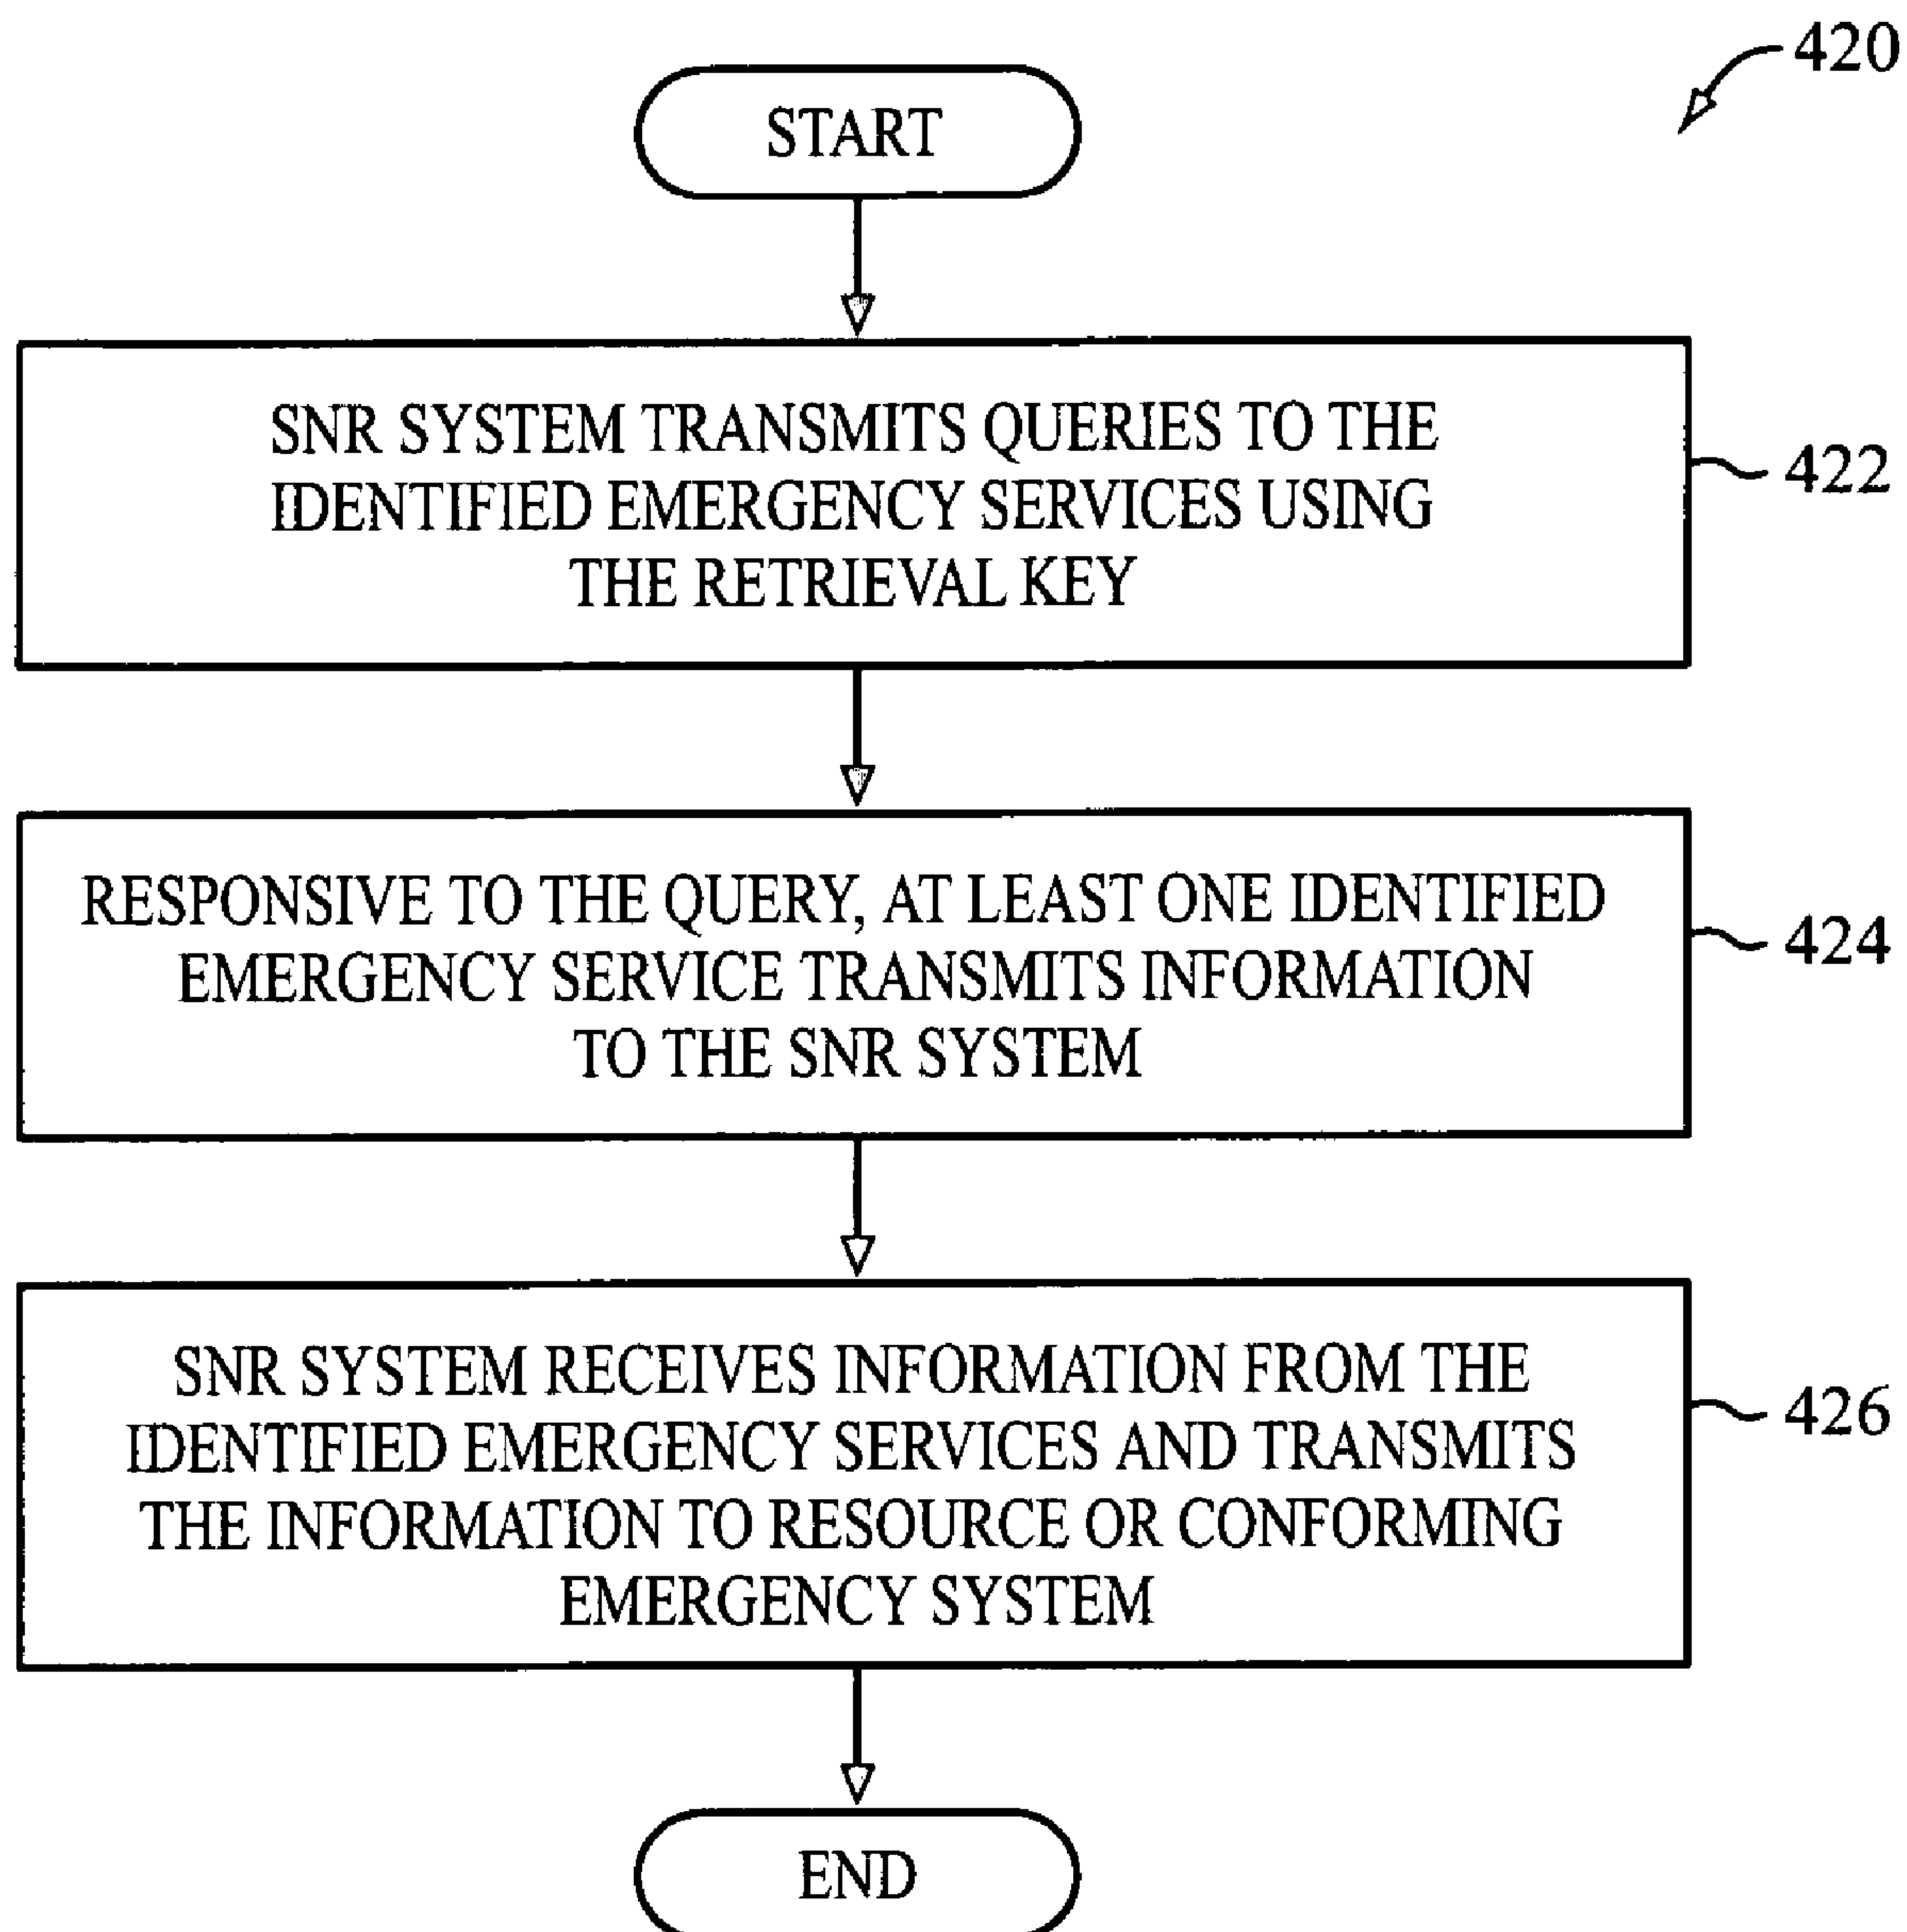 420
START
SNR SYSTEM TRANSMITS QUERIES TO THE
IDENTIFIED EMERGENCY SERVICES USING
THE RETRIEVAL KEY
422
RESPONSIVE TO THE QUERY, AT LEAST ONE IDENTIFIED
EMERGENCY SERVICE TRANSMITS INFORMATION
TO THE SNR SYSTEM
424
SNR SYSTEM RECEIVES INFORMATION FROM THE
IDENTIFIED EMERGENCY SERVICES AND TRANSMITS
THE INFORMATION TO RESOURCE OR CONFORMING
EMERGENCY SYSTEM
426
END